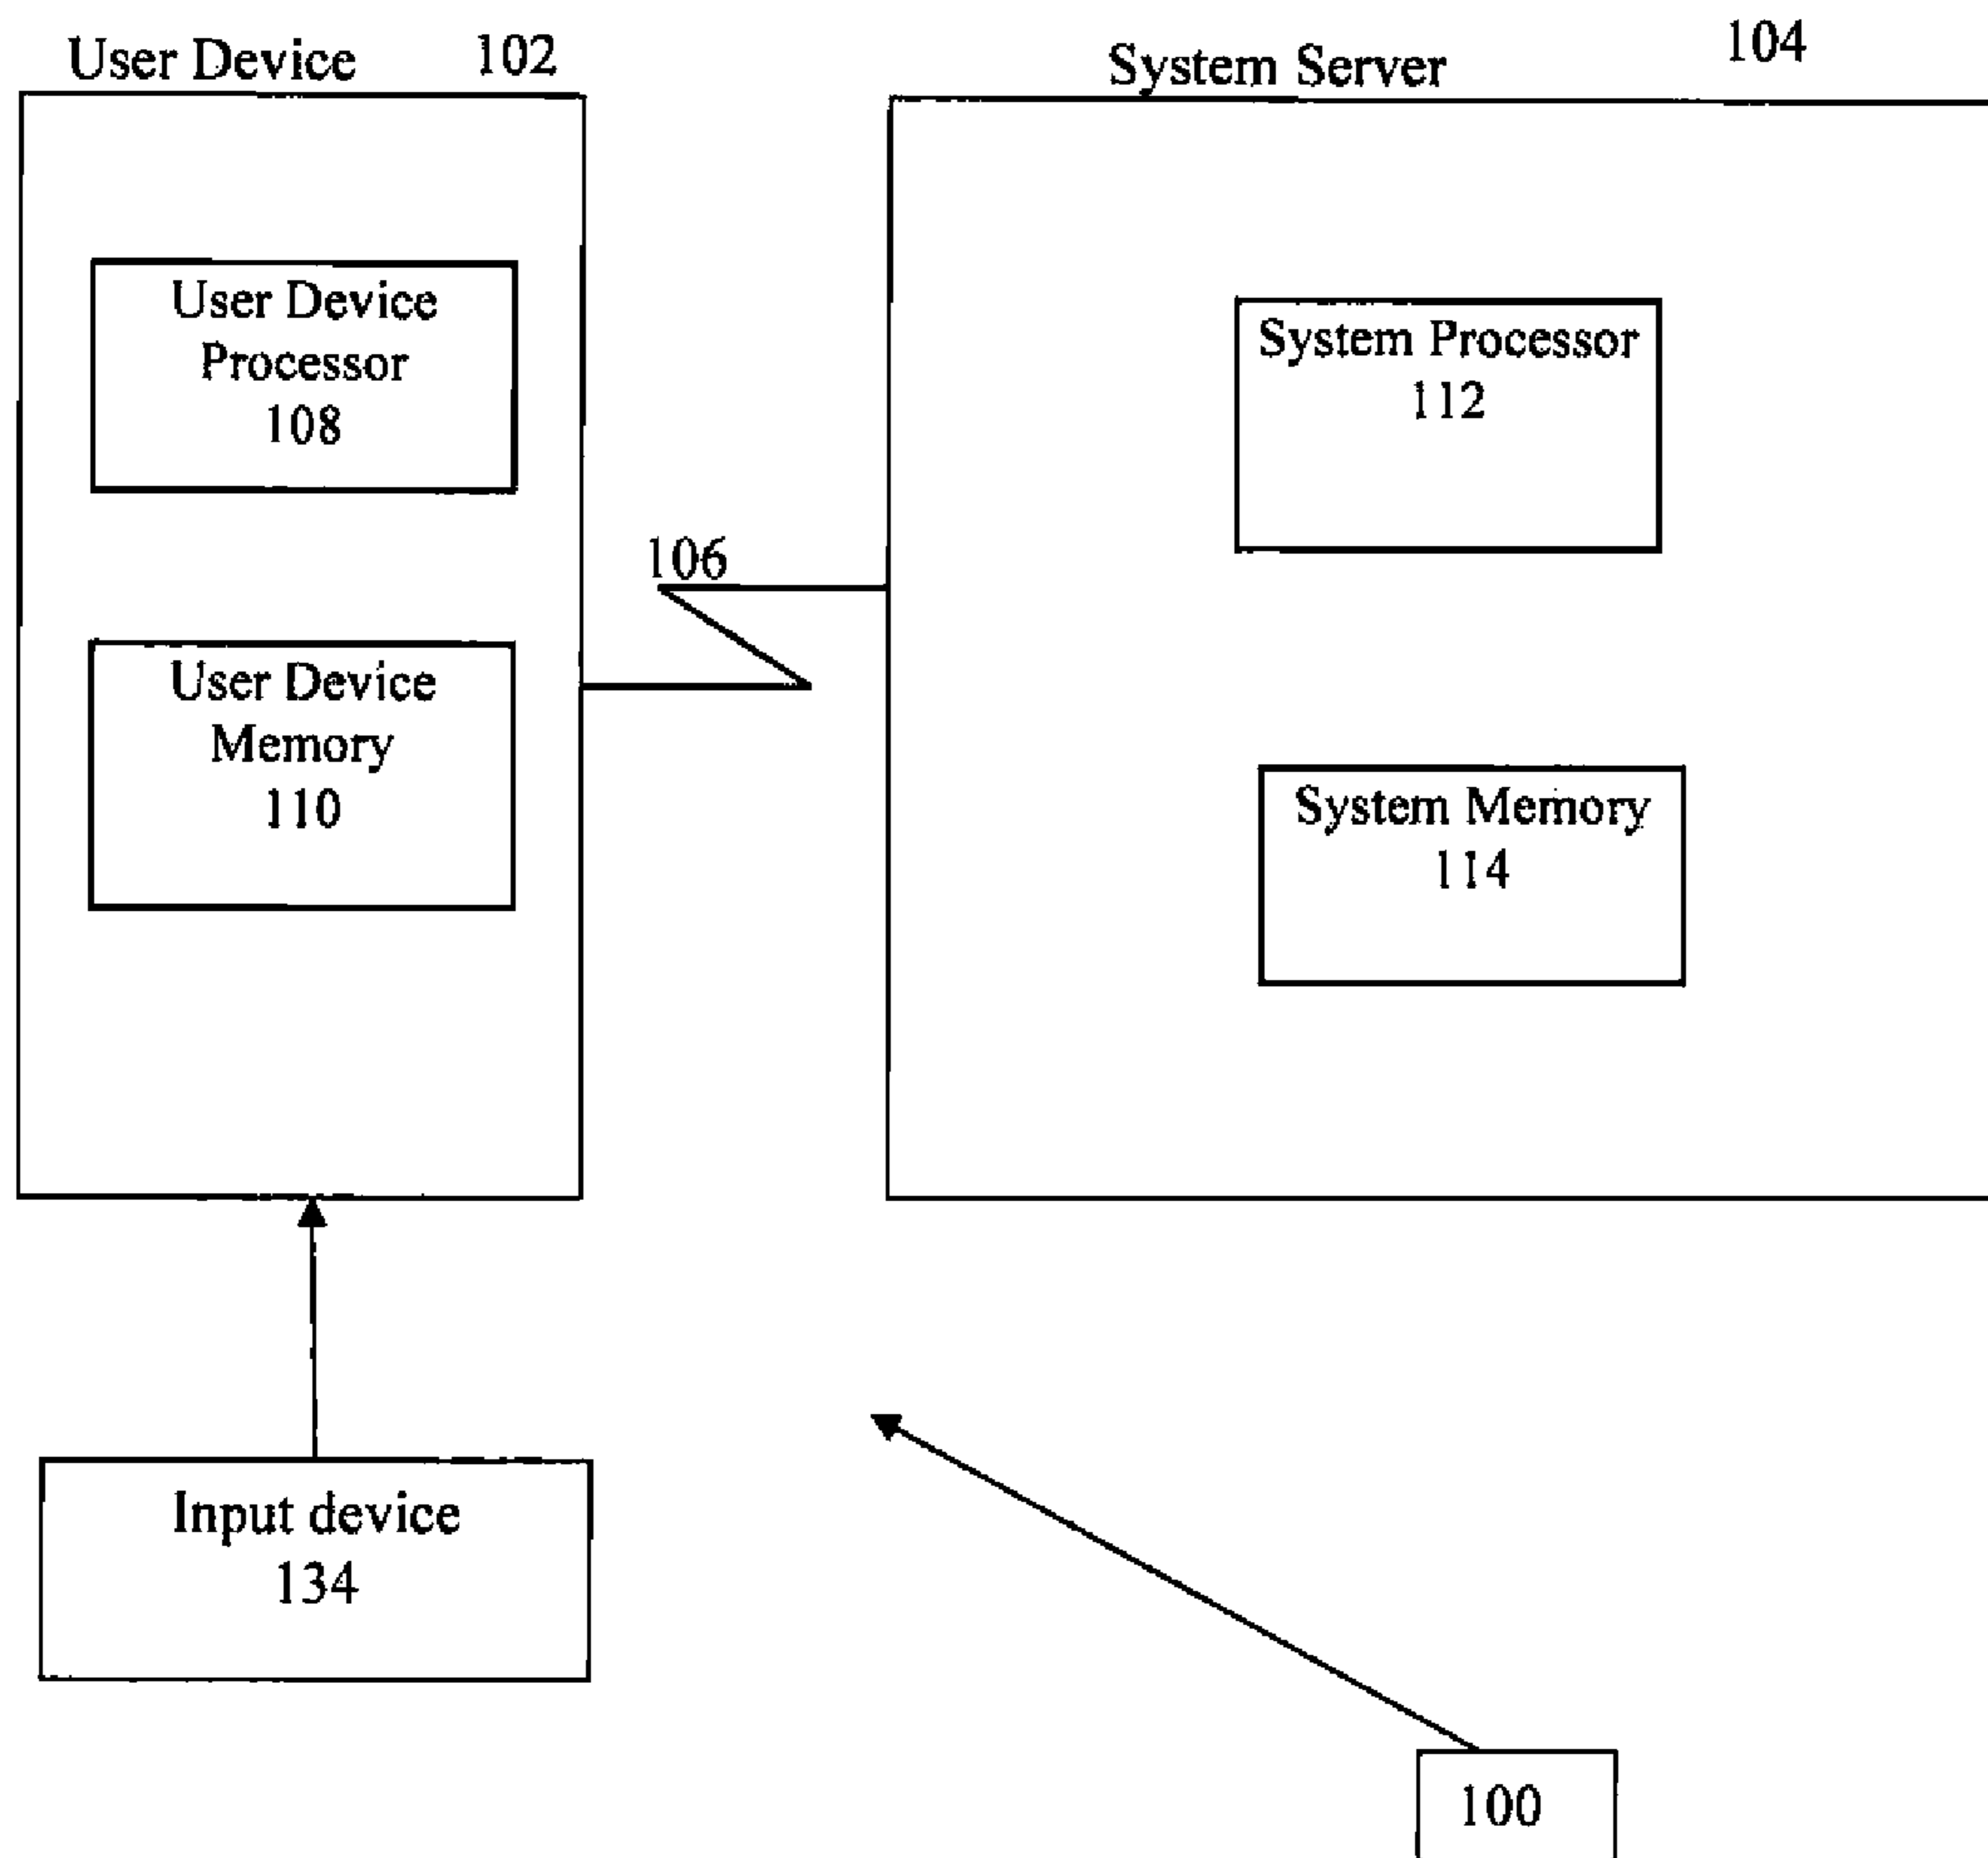 User Device 102
System Server 104
User Device
Processor
108
System Processor
112
106
User Device
Memory
110
System Memory
114
Input device
134
100